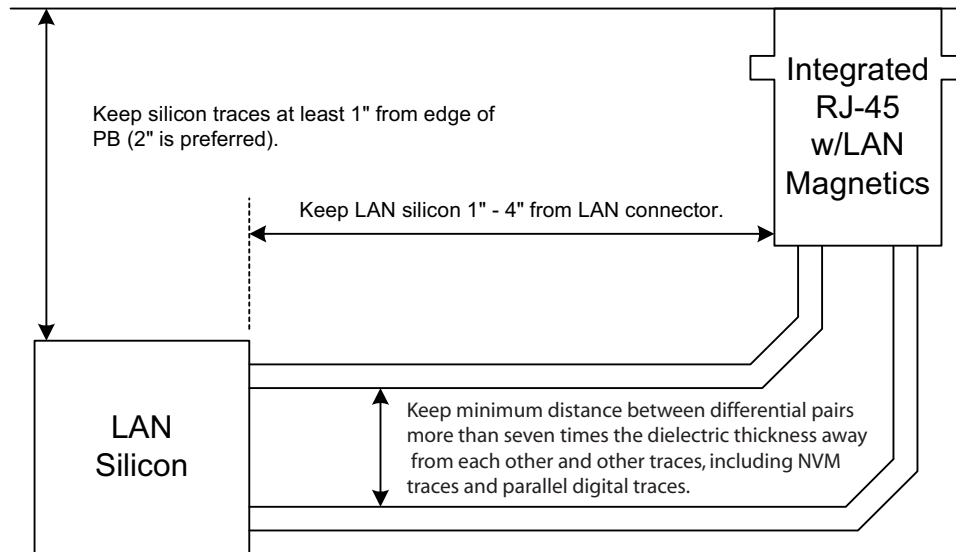 Keep silicon traces at least 1" from edge of
PB (2" is preferred).
Integrated
RJ-45
w/LAN
Magnetics
Keep LAN silicon 1" - 4" from LAN connector.
LAN
Silicon
Keep minimum distance between differential pairs
more than seven times the dielectric thickness away
from each other and other traces, including NVM
traces and parallel digital traces.